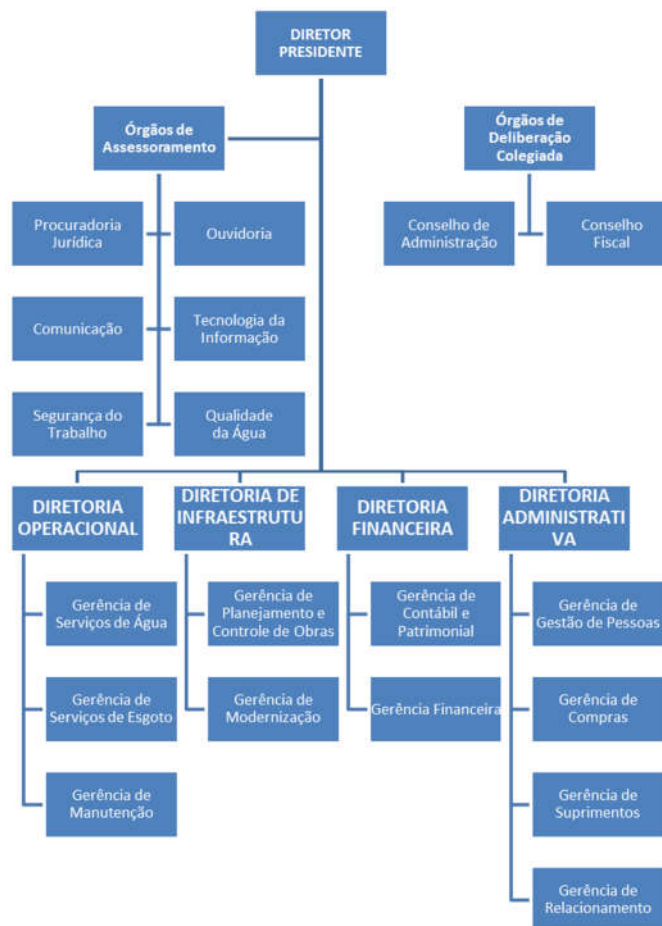 DIRETOR
PRESIDENTE
Órgãos de
Assessoramento
Órgãos de
Deliberação
Colegiada
Procuradoria
Jurídica
Ouvidoria
Conselho de
Administração
Conselho
Fiscal
Comunicação
Tecnologia da
Informação
Segurança do
Trabalho
Qualidade
da Água
DIRETORIA
OPERACIONAL
DIRETORIA DE
INFRAESTRUTU
RA
DIRETORIA
FINANCEIRA
DIRETORIA
ADMINISTRATI
VA
Gerência de
Serviços de Água
Gerência de
Planejamento e
Controle de Obras
Gerência de
Contábil e
Patrimonial
Gerência de
Gestão de Pessoas
Gerência de
Serviços de Esgoto
Gerência de
Modernização
Gerência Financeira
Gerência de
Compras
Gerência de
Manutenção
Gerência de
Suprimentos
Gerência de
Relacionamento